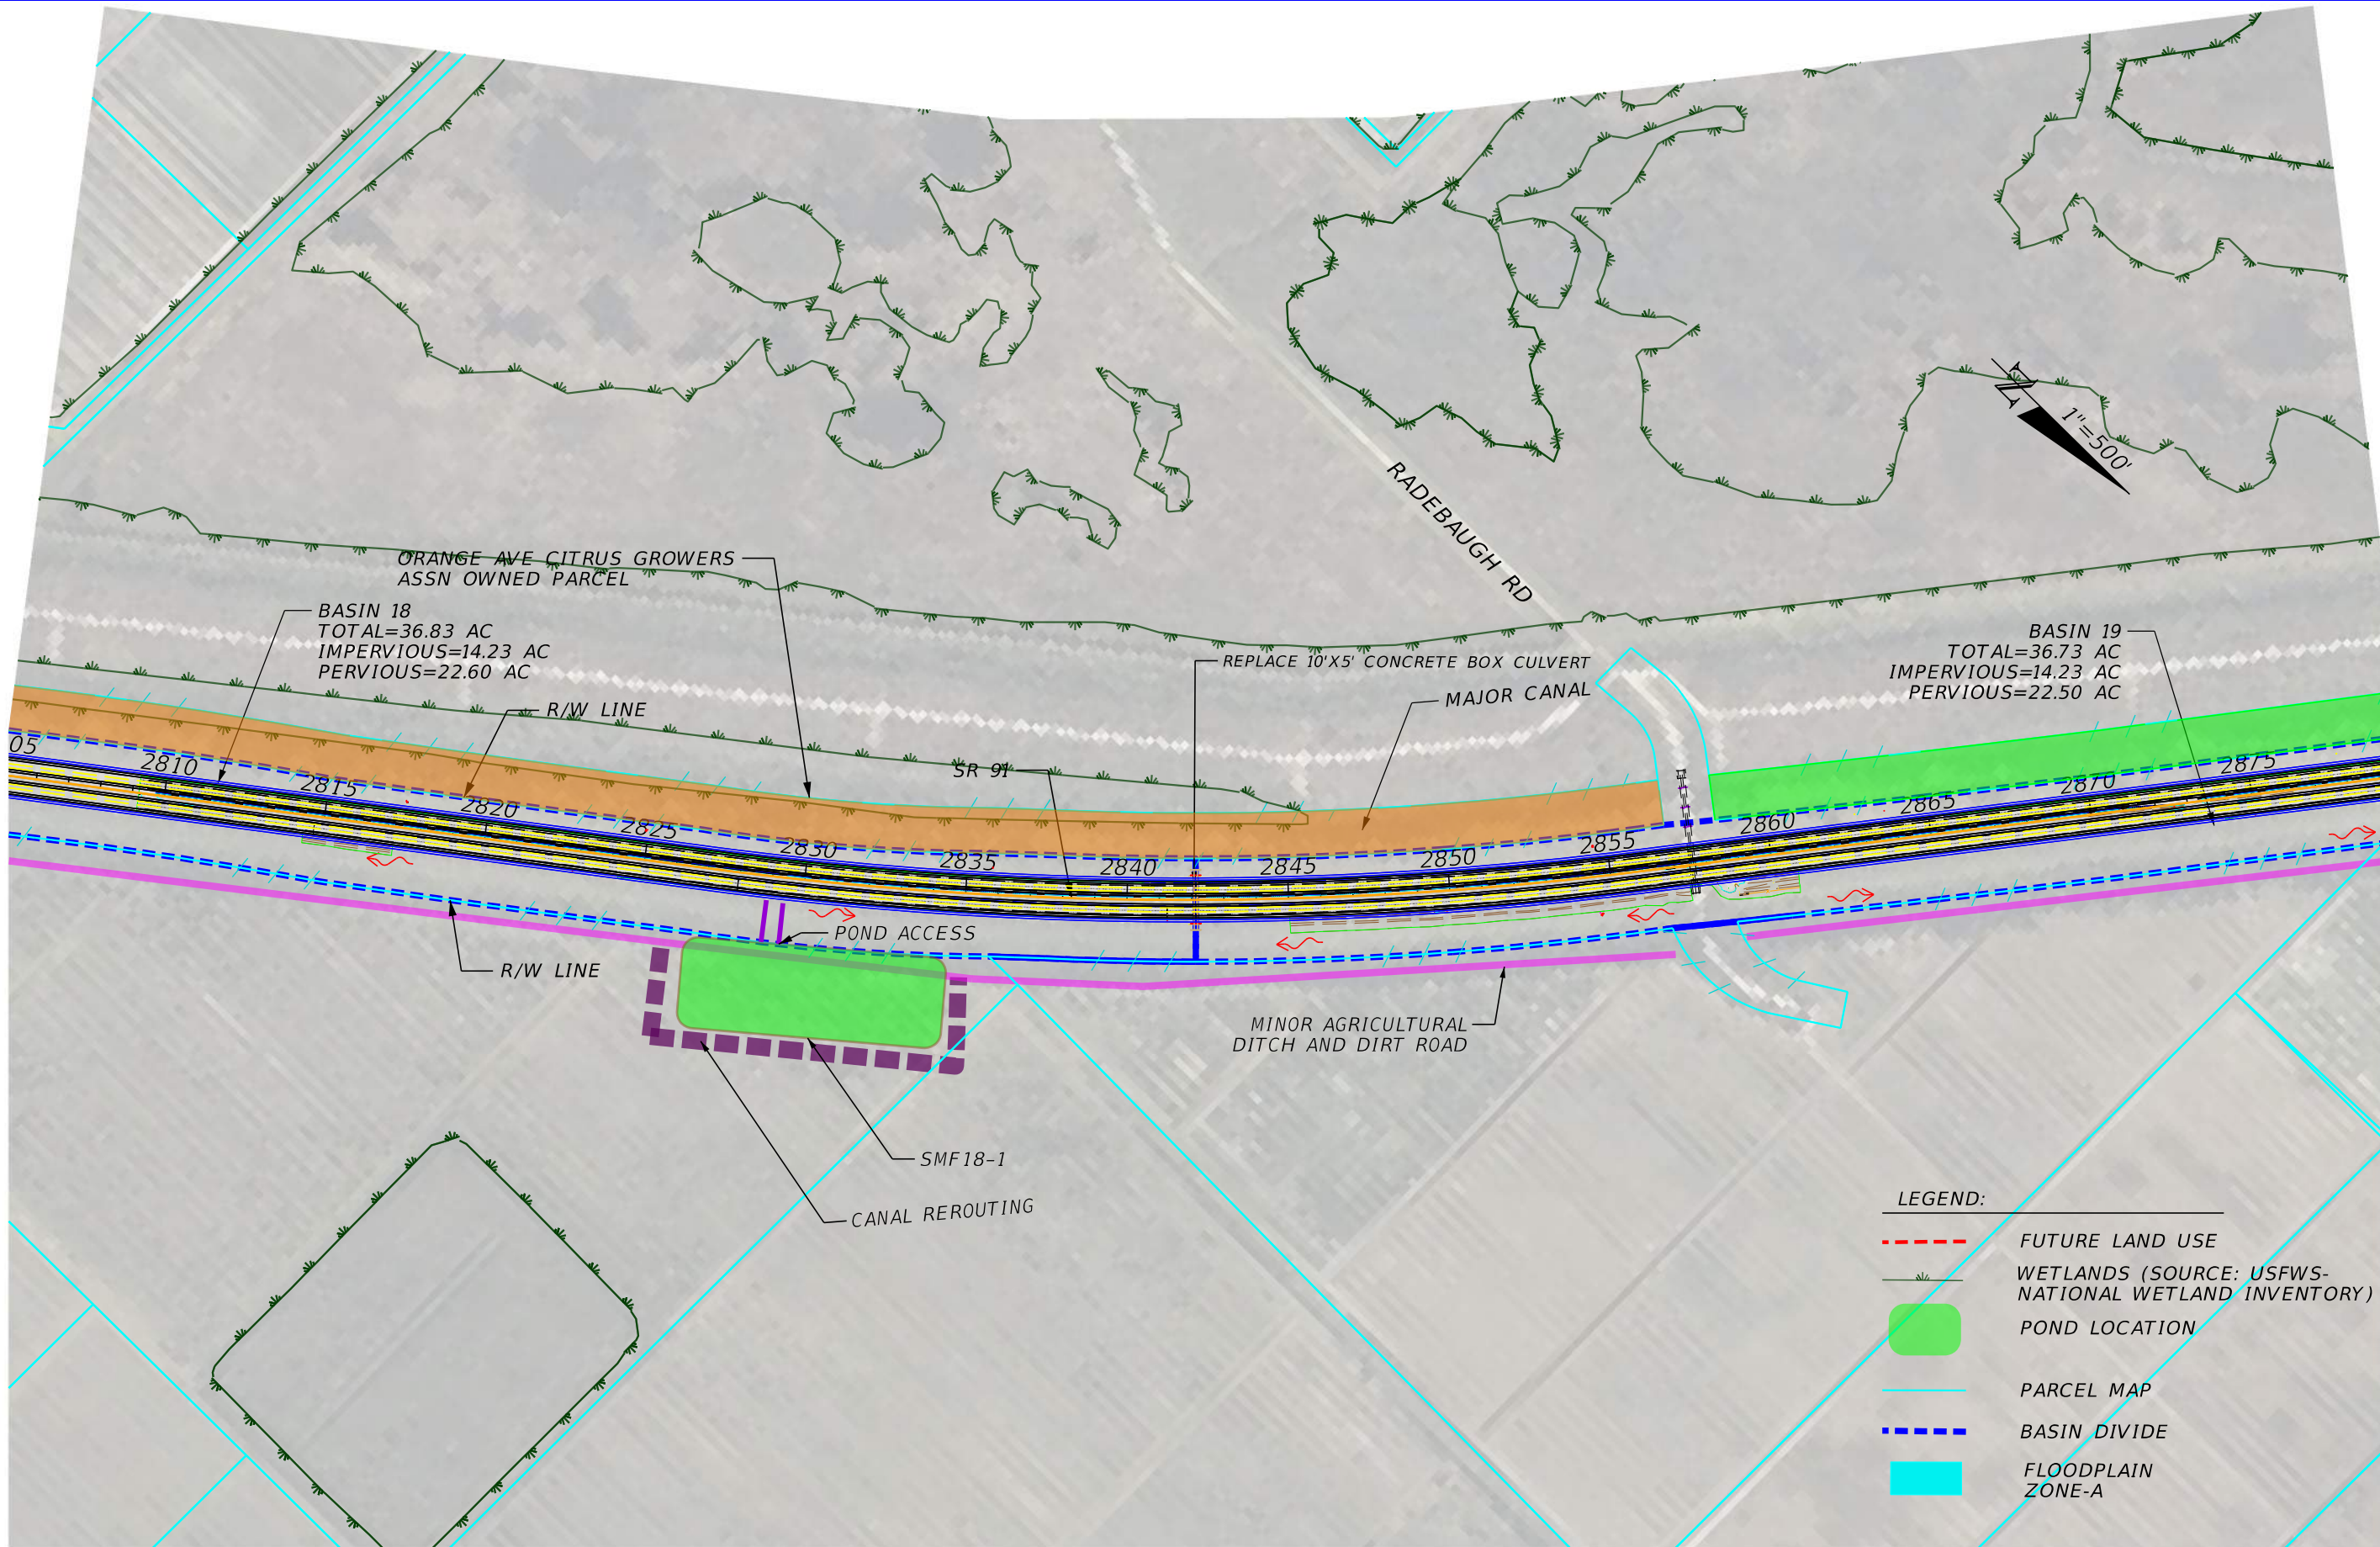 RADEBAUGH RD
1"=500'
N
ORANGE AVE CITRUS GROWERS
ASSN OWNED PARCEL
BASIN 18
TOTAL=36.83 AC
IMPERVIOUS=14.23 AC
PERVIOUS=22.60 AC
R/W LINE
SR 91
REPLACE 10'X5' CONCRETE BOX CULVERT
MAJOR CANAL
BASIN 19
TOTAL=36.73 AC
IMPERVIOUS=14.23 AC
PERVIOUS=22.50 AC
05
2810
2815
2820
2825
2830
2835
2840
2845
2850
2855
2860
2865
2870
2875
POND ACCESS
R/W LINE
MINOR AGRICULTURAL
DITCH AND DIRT ROAD
SMF18-1
CANAL REROUTING
LEGEND:
FUTURE LAND USE
WETLANDS (SOURCE: USFWS-
NATIONAL WETLAND INVENTORY)
POND LOCATION
PARCEL MAP
BASIN DIVIDE
FLOODPLAIN
ZONE-A